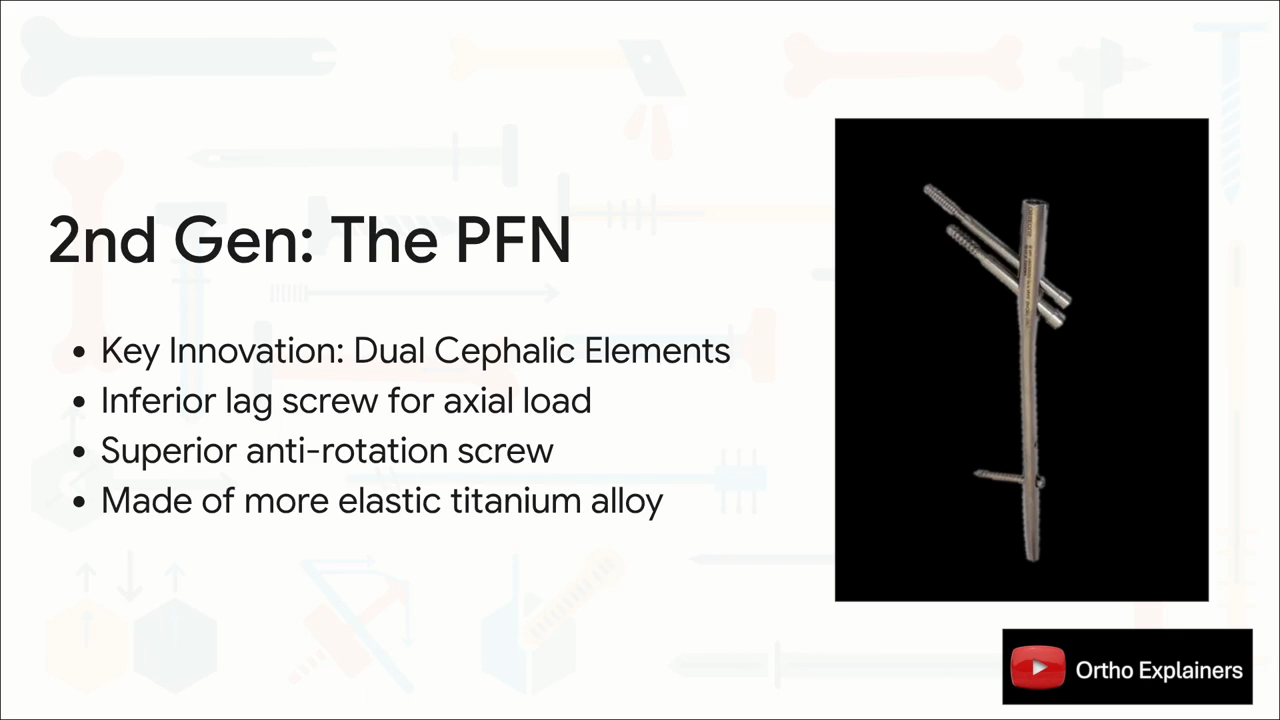 2nd Gen: The PFN
• Key Innovation: Dual Cephalic Elements
• Inferior lag screw for axial load
• Superior anti-rotation screw
• Made of more elastic titanium alloy
Ortho Explainers